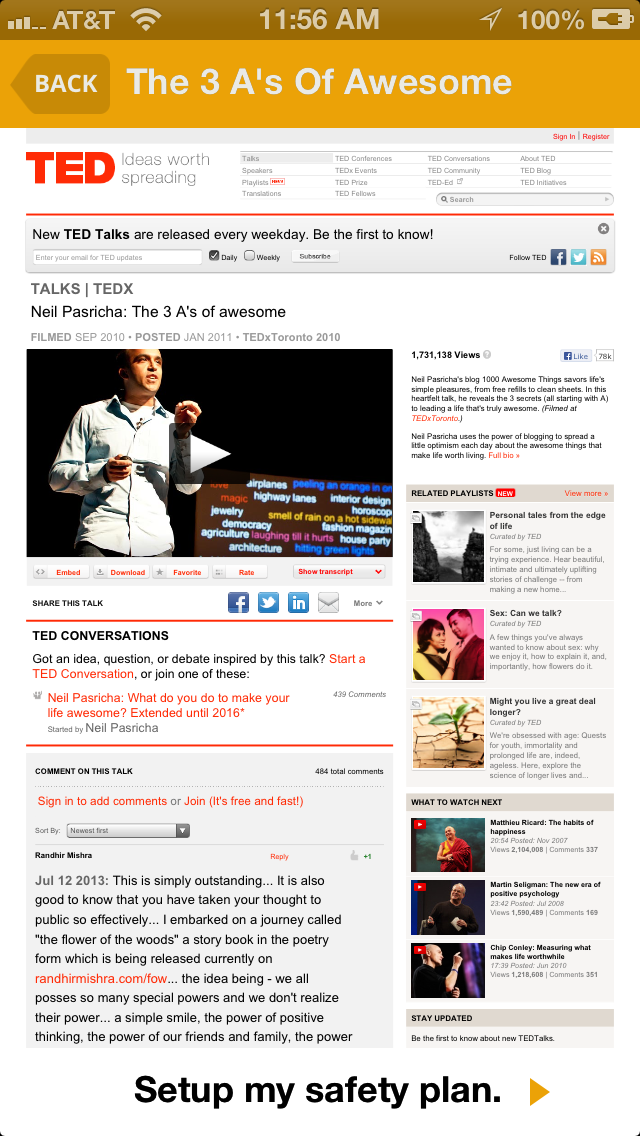 AT&T 11:56 AM 100%
BACK The 3 A's Of Awesome
Sign In | Register
TED Ideas worth
spreading
Talks TED Conferences TED Conversations About TED
Speakers TEDx Events TED Community TED Blog
Playlists NEW! TED Prize TED-Ed TED Initiatives
Translations TED Fellows
Search
New TED Talks are released every weekday. Be the first to know!
Enter your email for TED updates Daily Weekly Subscribe Follow TED
TALKS | TEDX
Neil Pasricha: The 3 A's of awesome
FILMED SEP 2010 • POSTED JAN 2011 • TEDxToronto 2010
love airplanes peeling an orange in on
magic highway lanes interior design
jewelry horoscop
smell of rain on a hot sidewa
democracy fashion magazin
agriculture laughing till it hurts house party
architecture hitting green lights
Embed Download Favorite Rate Show transcript
SHARE THIS TALK More
TED CONVERSATIONS
Got an idea, question, or debate inspired by this talk? Start a
TED Conversation, or join one of these:
Neil Pasricha: What do you do to make your
life awesome? Extended until 2016*
439 Comments
Started by Neil Pasricha
COMMENT ON THIS TALK 484 total comments
Sign in to add comments or Join (It's free and fast!)
Sort By: Newest first
Randhir Mishra Reply +1
Jul 12 2013: This is simply outstanding... It is also
good to know that you have taken your thought to
public so effectively... I embarked on a journey called
"the flower of the woods" a story book in the poetry
form which is being released currently on
randhirmishra.com/fow... the idea being - we all
posses so many special powers and we don't realize
their power... a simple smile, the power of positive
thinking, the power of our friends and family, the power
1,731,138 Views Like 78k
Neil Pasricha's blog 1000 Awesome Things savors life's
simple pleasures, from free refills to clean sheets. In this
heartfelt talk, he reveals the 3 secrets (all starting with A)
to leading a life that's truly awesome. (Filmed at
TEDxToronto.)
Neil Pasricha uses the power of blogging to spread a
little optimism each day about the awesome things that
make life worth living. Full bio »
RELATED PLAYLISTS NEW View more »
Personal tales from the edge
of life
Curated by TED
For some, just living can be a
trying experience. Hear beautiful,
intimate and ultimately uplifting
stories of challenge -- from
making a new home...
Sex: Can we talk?
Curated by TED
A few things you've always
wanted to know about sex: why
we enjoy it, how to explain it, and,
importantly, how flowers do it.
Might you live a great deal
longer?
Curated by TED
We're obsessed with age: Quests
for youth, immortality and
prolonged life are, indeed,
ageless. Here, explore the
science of longer lives and...
WHAT TO WATCH NEXT
Matthieu Ricard: The habits of
happiness
20:54 Posted: Nov 2007
Views 2,104,008 | Comments 337
Martin Seligman: The new era of
positive psychology
23:42 Posted: Jul 2008
Views 1,590,489 | Comments 169
Chip Conley: Measuring what
makes life worthwhile
17:39 Posted: Jun 2010
Views 1,218,608 | Comments 351
STAY UPDATED
Be the first to know about new TEDTalks.
Setup my safety plan.